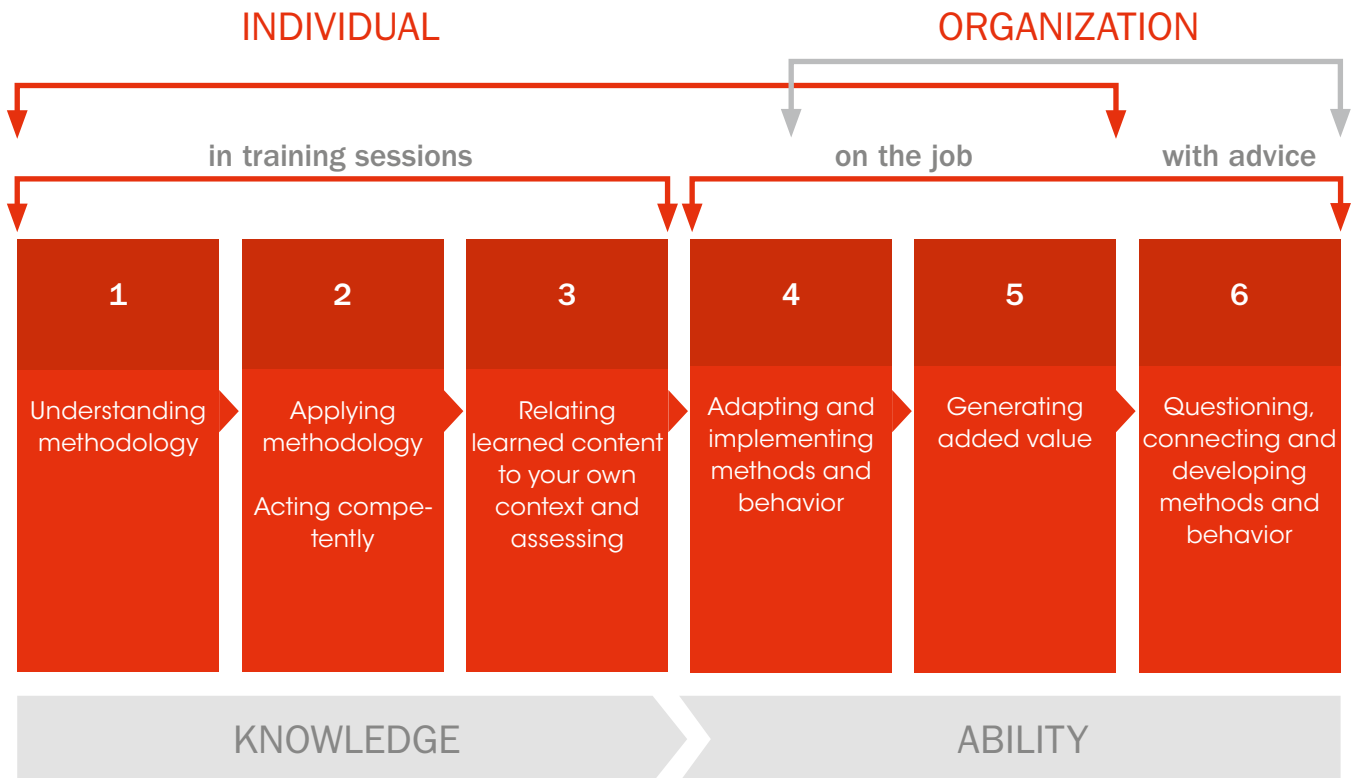 INDIVIDUAL
ORGANIZATION
in training sessions
on the job
with advice
1
Understanding
methodology
2
Applying
methodology
Acting compe-
tently
3
Relating
learned content
to your own
context and
assessing
4
Adapting and
implementing
methods and
behavior
5
Generating
added value
6
Questioning,
connecting and
developing
methods and
behavior
KNOWLEDGE
ABILITY